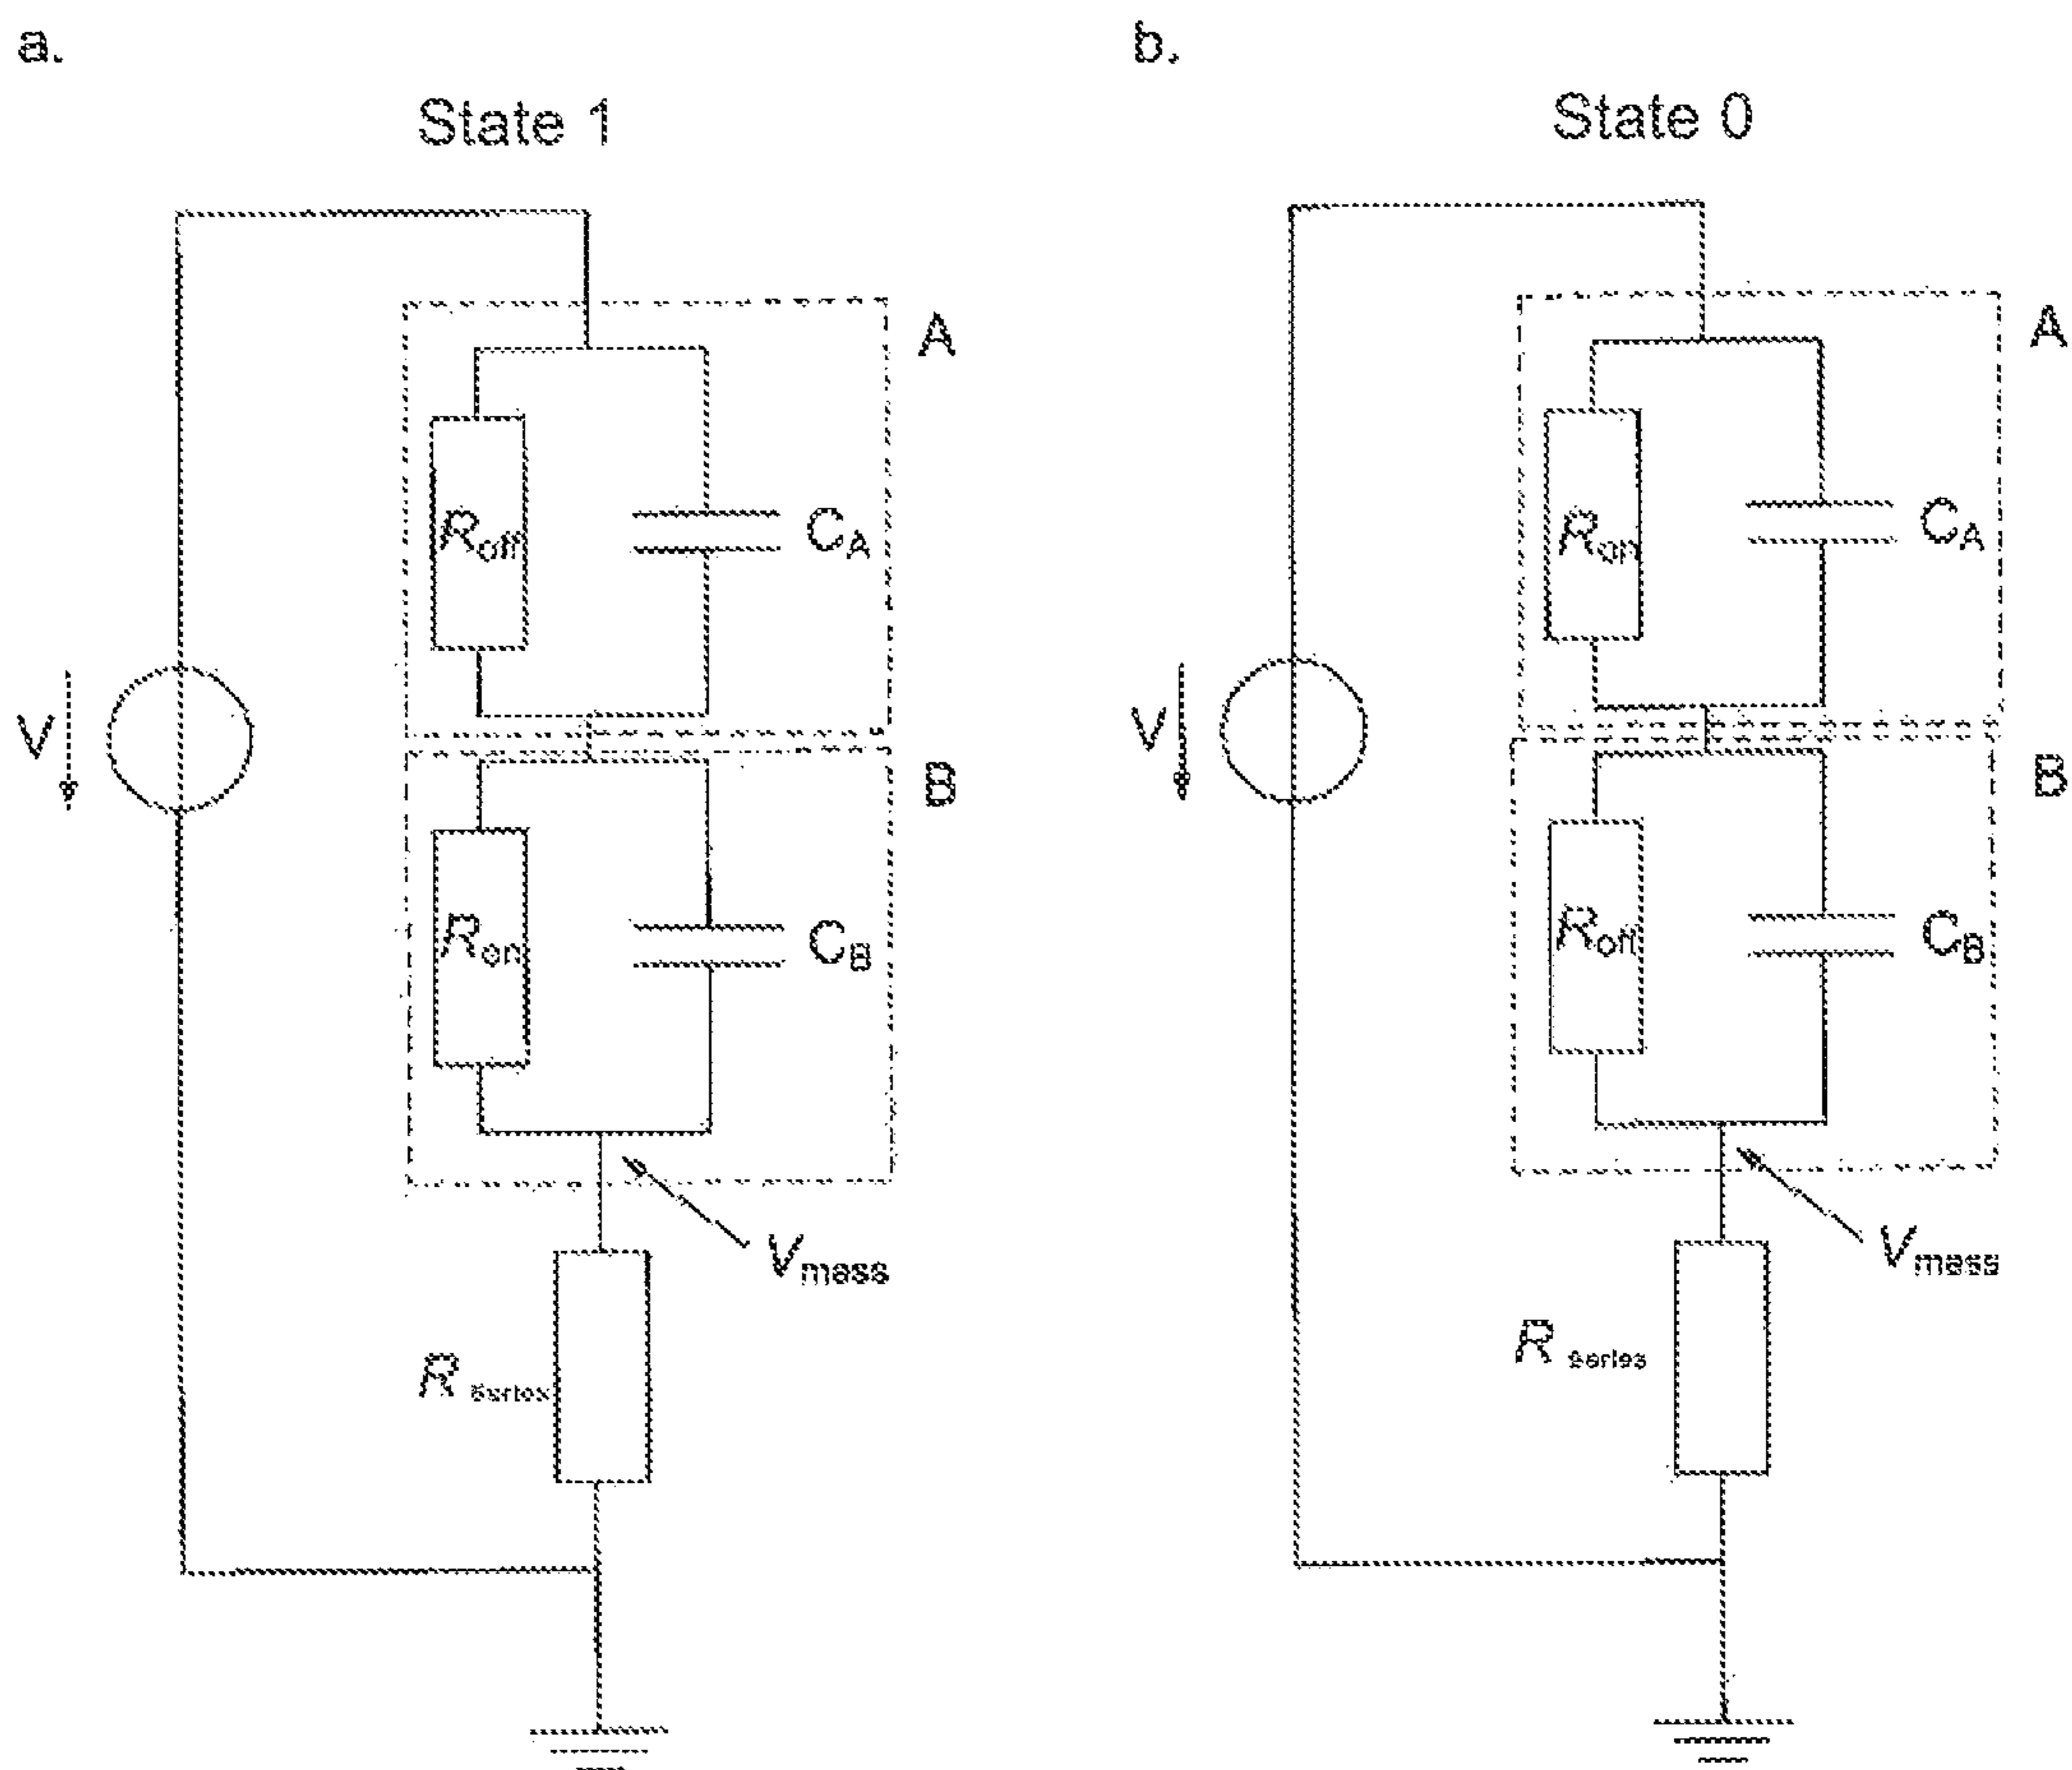 a.
State 1
A
Roff
CA
V
B
Ron
CB
Vmess
R series
b.
State 0
A
Ron
CA
V
B
Roff
CB
Vmess
R series